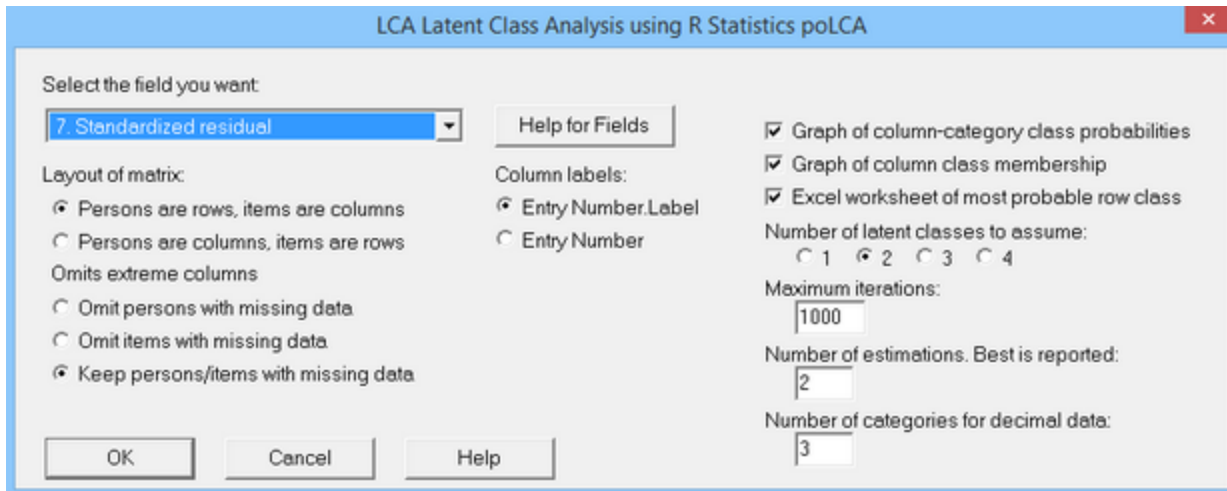 LCA Latent Class Analysis using R Statistics poLCA
Select the field you want:
7. Standardized residual
Help for Fields
Layout of matrix:
Persons are rows, items are columns
Persons are columns, items are rows
Omits extreme columns
Omit persons with missing data
Omit items with missing data
Keep persons/items with missing data
Column labels:
Entry Number.Label
Entry Number
Graph of column-category class probabilities
Graph of column class membership
Excel worksheet of most probable row class
Number of latent classes to assume:
1 2 3 4
Maximum iterations:
1000
Number of estimations. Best is reported:
2
Number of categories for decimal data:
3
OK
Cancel
Help